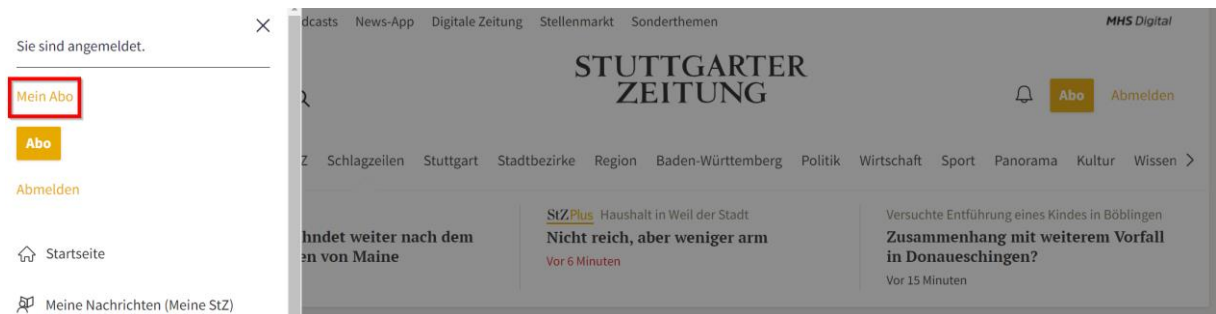 Sie sind angemeldet.
Mein Abo
Abo
Abmelden
Startseite
Meine Nachrichten (Meine StZ)
dcasts News-App Digitale Zeitung Stellenmarkt Sonderthemen MHS Digital
STUTTGARTER
ZEITUNG
Abo Abmelden
Z Schlagzeilen Stuttgart Stadtbezirke Region Baden-Württemberg Politik Wirtschaft Sport Panorama Kultur Wissen
hndet weiter nach dem
en von Maine
StZPlus Haushalt in Weil der Stadt
Nicht reich, aber weniger arm
Vor 6 Minuten
Versuchte Entführung eines Kindes in Böblingen
Zusammenhang mit weiterem Vorfall
in Donaueschingen?
Vor 15 Minuten